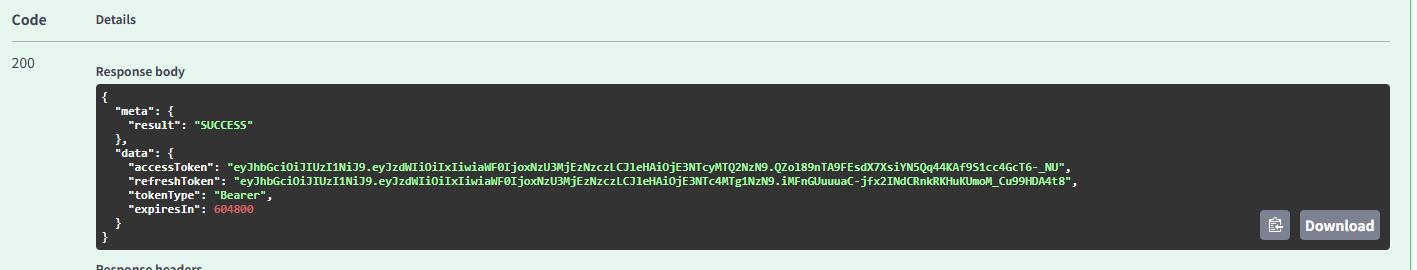 Code Details
200
Response body
{
"meta": {
"result": "SUCCESS"
},
"data": {
"accessToken": "eyJhbGciOiJIUzI1NiJ9.eyJzdWIiOiIxIiwiaWF0IjoxNzU3MjEzNzczLCJleHAiOjE3NTcyMTQ2NzN9.QZol89nTA9FEsdX7XsiYN5Qq44KAf9S1cc4GcT6-_NU",
"refreshToken": "eyJhbGciOiJIUzI1NiJ9.eyJzdWIiOiIxIiwiaWF0IjoxNzU3MjEzNzczLCJleHAiOjE3NTc4MTg1NzN9.iMFnGUuuuaC-jfx2INdCRnkRKHuKUmoM_Cu99HDA4t8",
"tokenType": "Bearer",
"expiresIn": 604800
}
}
Download
Response headers